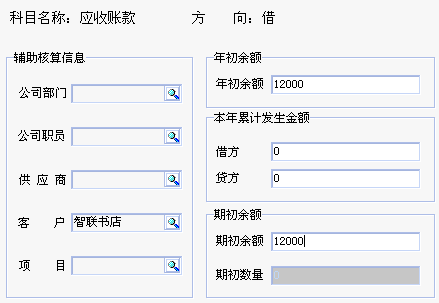 科目名称：应收账款 方 向：借
辅助核算信息
公司部门
公司职员
供 应 商
客 户 智联书店
项 目
年初余额
年初余额 12000
本年累计发生金额
借方 0
贷方 0
期初余额
期初余额 12000
期初数量